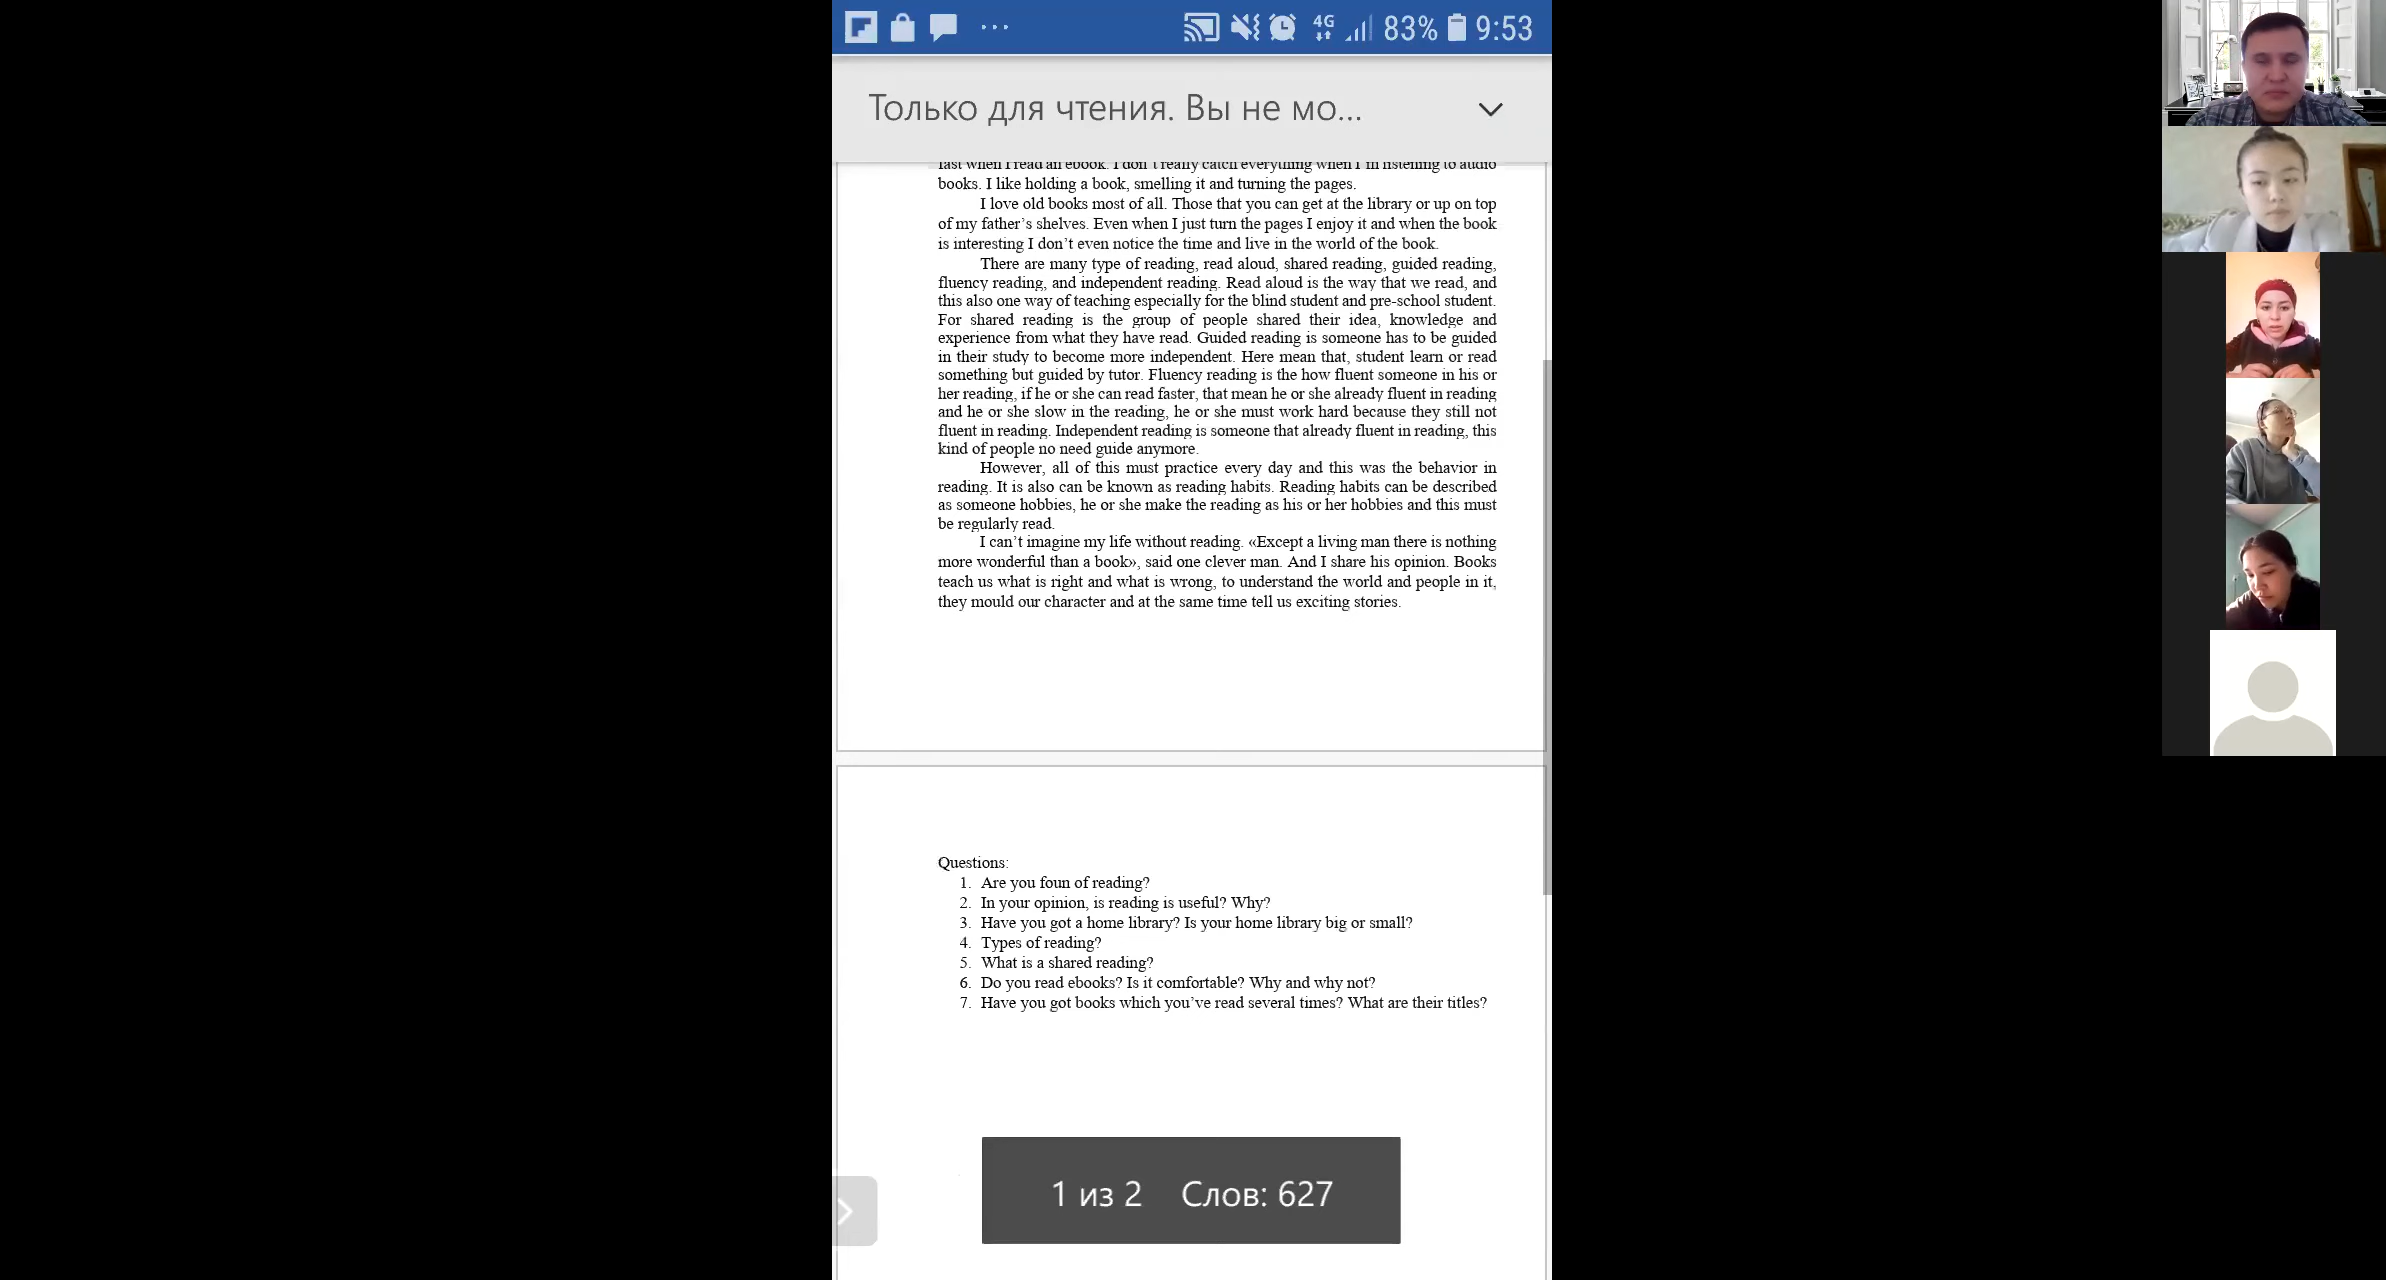 4G 83% 9:53
Только для чтения. Вы не мо...
fast when I read an ebook. I don't really catch everything when I'm listening to audio
books. I like holding a book, smelling it and turning the pages.
I love old books most of all. Those that you can get at the library or up on top
of my father’s shelves. Even when I just turn the pages I enjoy it and when the book
is interesting I don’t even notice the time and live in the world of the book.
There are many type of reading, read aloud, shared reading, guided reading,
fluency reading, and independent reading. Read aloud is the way that we read, and
this also one way of teaching especially for the blind student and pre-school student.
For shared reading is the group of people shared their idea, knowledge and
experience from what they have read. Guided reading is someone has to be guided
in their study to become more independent. Here mean that, student learn or read
something but guided by tutor. Fluency reading is the how fluent someone in his or
her reading, if he or she can read faster, that mean he or she already fluent in reading
and he or she slow in the reading, he or she must work hard because they still not
fluent in reading. Independent reading is someone that already fluent in reading, this
kind of people no need guide anymore.
However, all of this must practice every day and this was the behavior in
reading. It is also can be known as reading habits. Reading habits can be described
as someone hobbies, he or she make the reading as his or her hobbies and this must
be regularly read.
I can’t imagine my life without reading. «Except a living man there is nothing
more wonderful than a book», said one clever man. And I share his opinion. Books
teach us what is right and what is wrong, to understand the world and people in it,
they mould our character and at the same time tell us exciting stories.
Questions:
1. Are you foun of reading?
2. In your opinion, is reading is useful? Why?
3. Have you got a home library? Is your home library big or small?
4. Types of reading?
5. What is a shared reading?
6. Do you read ebooks? Is it comfortable? Why and why not?
7. Have you got books which you’ve read several times? What are their titles?
1 из 2 Слов: 627